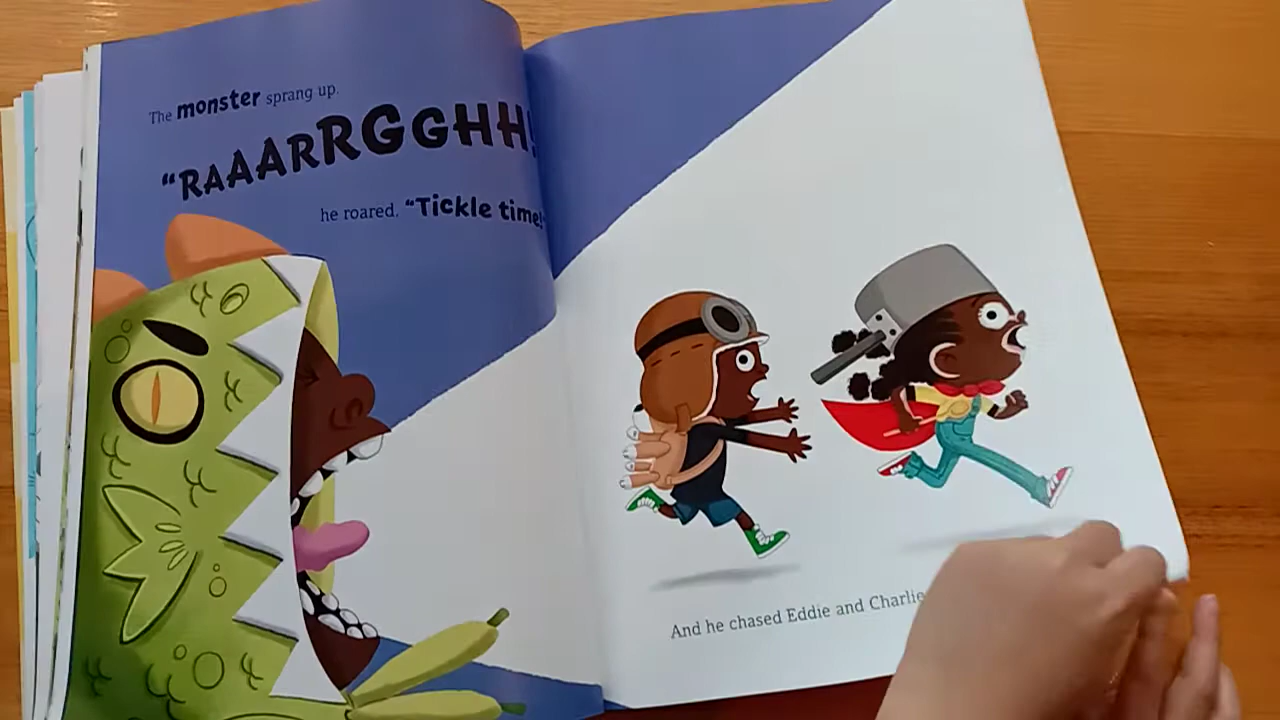 The monster sprang up.
"RAAARRGGHH!
he roared. "Tickle time!"
And he chased Eddie and Charlie